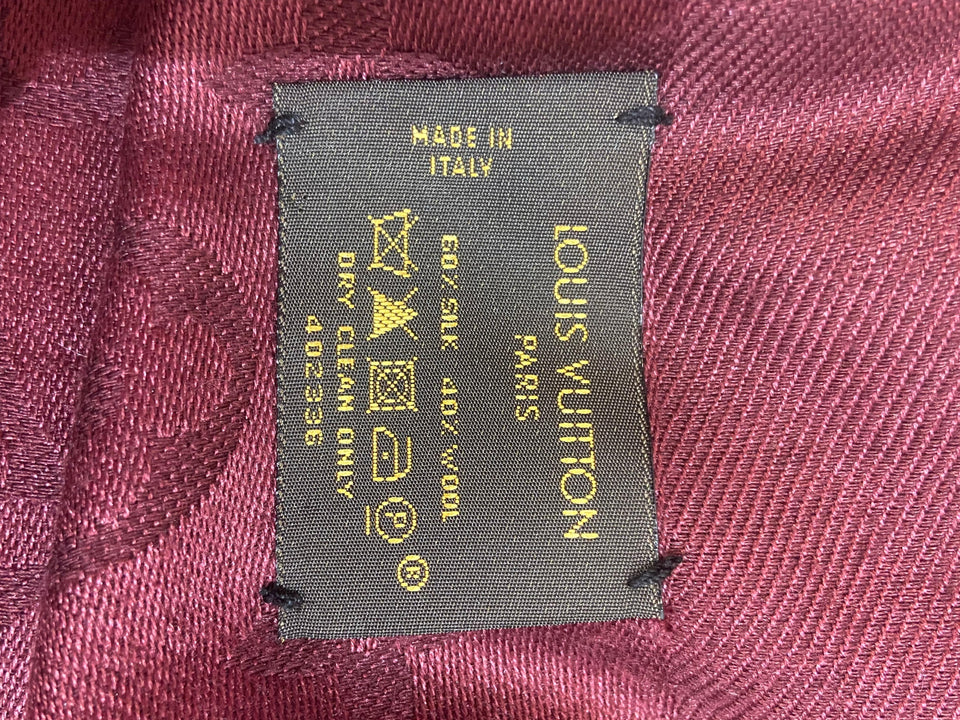 LOUIS VUITTON
PARIS
60% SILK 40% WOOL
P
®
DRY CLEAN ONLY
402336
MADE IN
ITALY